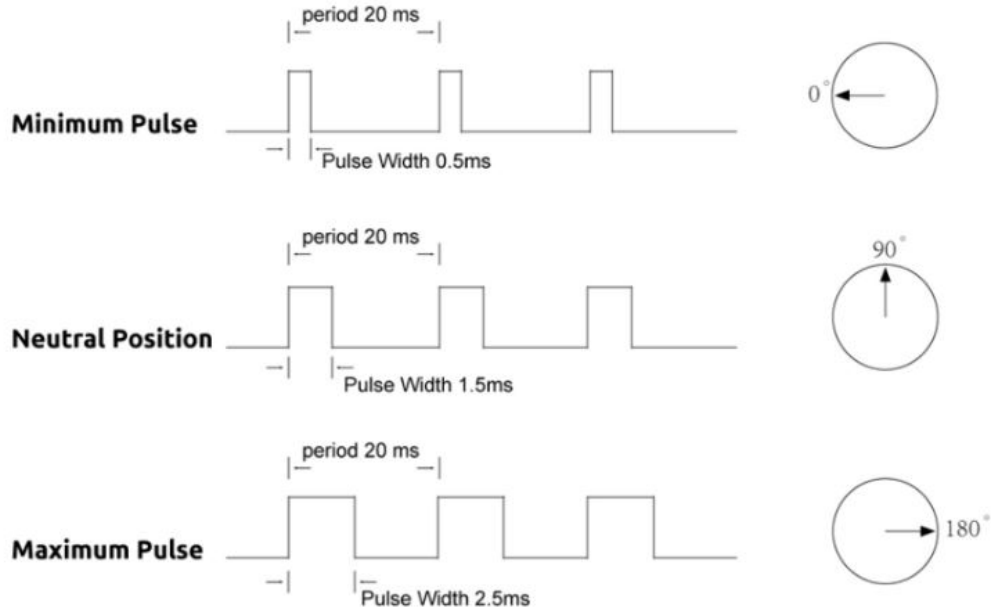 period 20 ms
0°
Minimum Pulse
Pulse Width 0.5ms
period 20 ms
90°
Neutral Position
Pulse Width 1.5ms
period 20 ms
180°
Maximum Pulse
Pulse Width 2.5ms